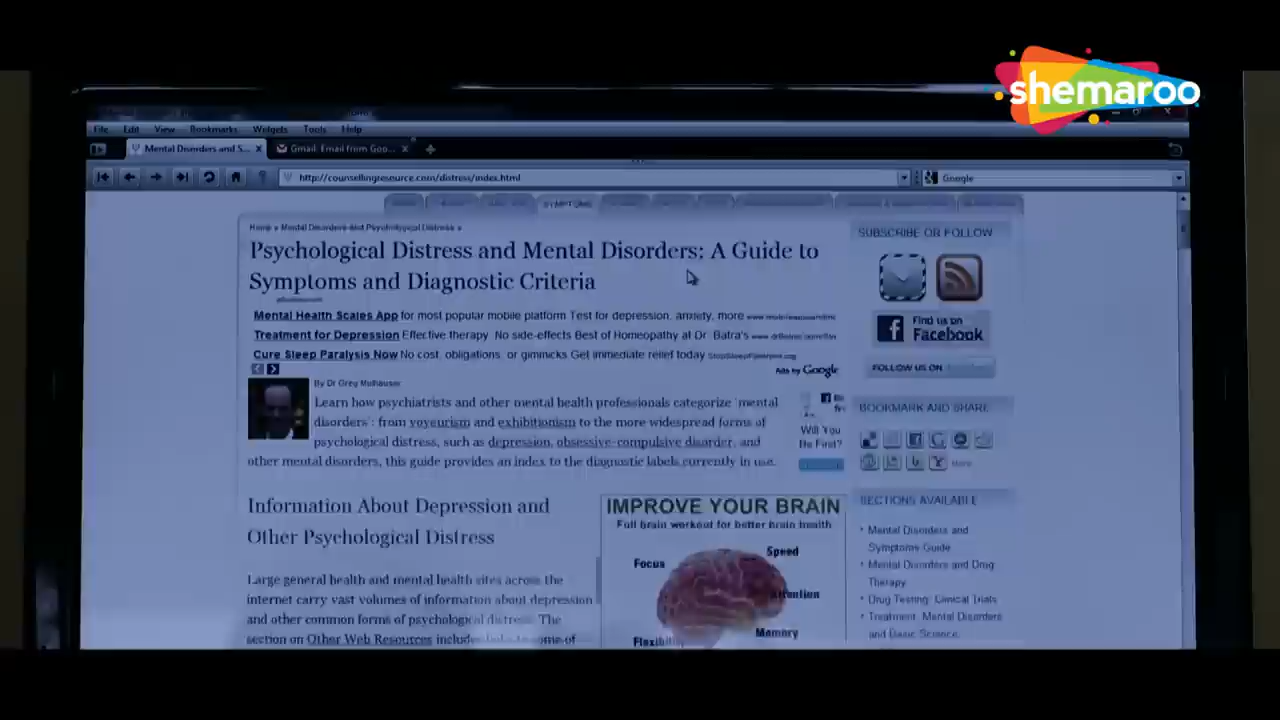 shemaroo
File Edit View Bookmarks Widgets Tools Help
Mental Disorders and S...
Gmail: Email from Goo...
http://counsellingresource.com/distress/index.html
Google
SYMPTOMS
Home » Mental Disorders and Psychological Distress »
Psychological Distress and Mental Disorders: A Guide to
Symptoms and Diagnostic Criteria
Mental Health Scales App for most popular mobile platform Test for depression, anxiety, more
Treatment for Depression Effective therapy No side-effects Best of Homeopathy at Dr. Batra's
Cure Sleep Paralysis Now No cost, obligations, or gimmicks Get immediate relief today
Ads by Google
By Dr Greg Mulhauser
Learn how psychiatrists and other mental health professionals categorize 'mental
disorders': from voyeurism and exhibitionism to the more widespread forms of
psychological distress, such as depression, obsessive-compulsive disorder, and
other mental disorders, this guide provides an index to the diagnostic labels currently in use.
Will You
Be First?
Information About Depression and
Other Psychological Distress
Large general health and mental health sites across the
internet carry vast volumes of information about depression
and other common forms of psychological distress. The
section on Other Web Resources includes links to some of
IMPROVE YOUR BRAIN
Full brain workout for better brain health
Speed
Focus
Attention
Memory
Flexibility
SUBSCRIBE OR FOLLOW
Find us on
Facebook
FOLLOW US ON
BOOKMARK AND SHARE
More
SECTIONS AVAILABLE
Mental Disorders and
Symptoms Guide
Mental Disorders and Drug
Therapy
Drug Testing: Clinical Trials
Treatment: Mental Disorders
and Basic Science